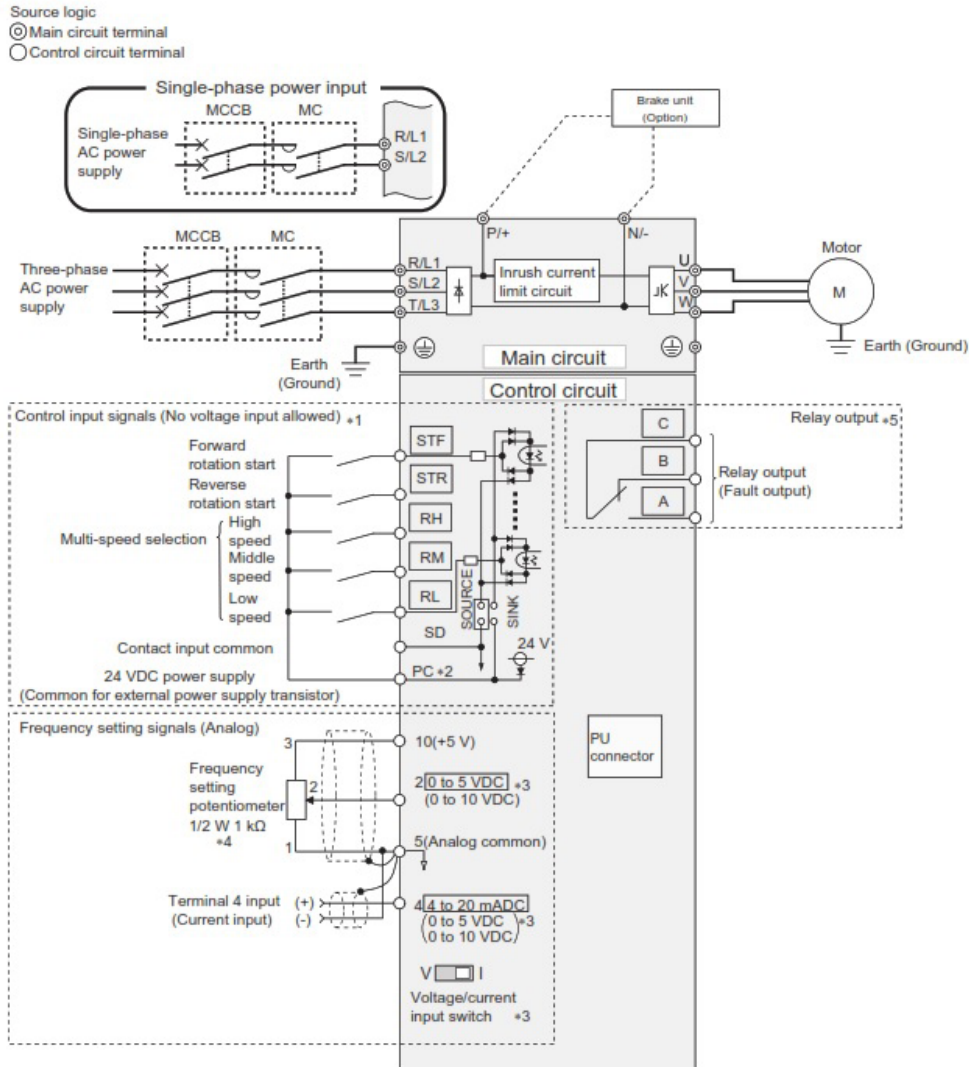 Source logic
Main circuit terminal
Control circuit terminal
Single-phase power input
MCCB MC
Single-phase
AC power
supply
R/L1
S/L2
Brake unit
(Option)
P/+ N/-
MCCB MC
Three-phase
AC power
supply
R/L1
S/L2
T/L3
Inrush current
limit circuit
U
V
W
Motor
M
Earth (Ground)
Earth
(Ground)
Main circuit
Control circuit
Control input signals (No voltage input allowed) *1
Forward
rotation start
Reverse
rotation start
Multi-speed selection
High
speed
Middle
speed
Low
speed
Contact input common
24 VDC power supply
(Common for external power supply transistor)
STF
STR
RH
RM
RL
SD
PC *2
SOURCE
SINK
24 V
Relay output *5
C
B
A
Relay output
(Fault output)
Frequency setting signals (Analog)
Frequency
setting
potentiometer
1/2 W 1 kΩ
*4
3
2
1
10(+5 V)
2 0 to 5 VDC *3
(0 to 10 VDC)
5(Analog common)
Terminal 4 input (+)
(Current input) (-)
4 4 to 20 mADC
(0 to 5 VDC *3
0 to 10 VDC)
V I
Voltage/current
input switch *3
PU
connector